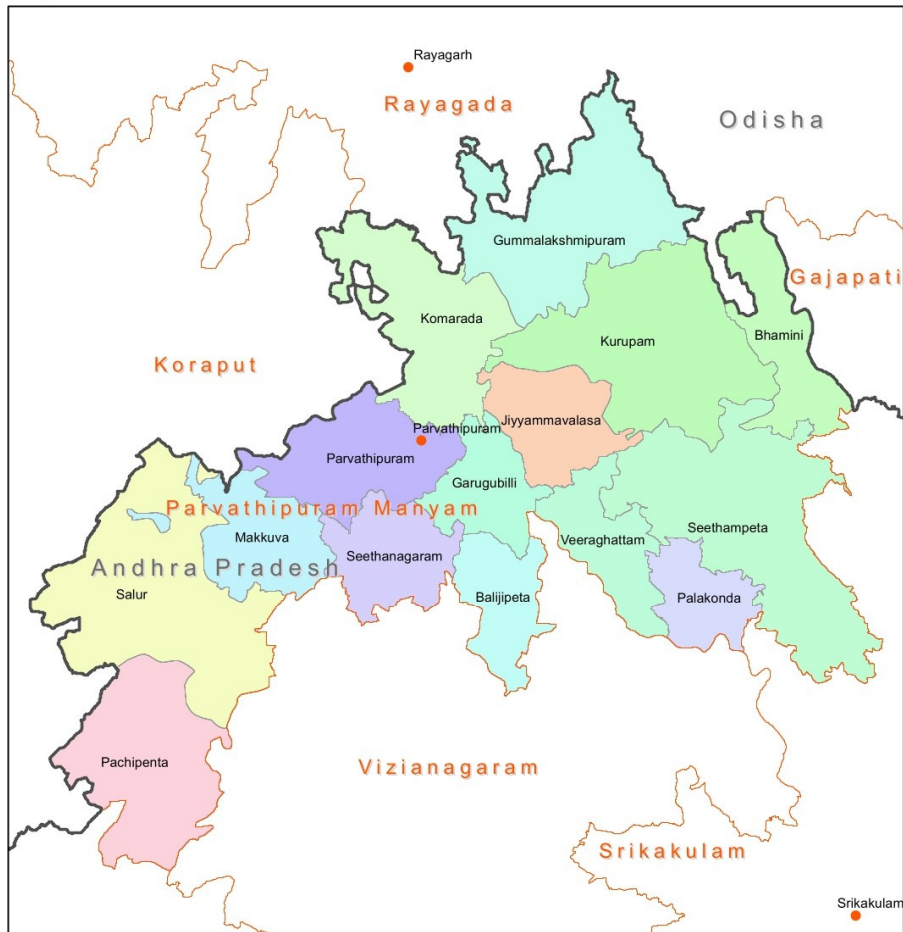 Rayagarh
Rayagada
Odisha
Gummalakshmipuram
Gajapati
Komarada
Kurupam
Bhamini
Koraput
Jiyyammavalasa
Parvathipuram
Parvathipuram
Garugubilli
Parvathipuram Manyam
Seethampeta
Makkuva
Veeraghattam
Seethanagaram
Andhra Pradesh
Salur
Balijipeta
Palakonda
Pachipenta
Vizianagaram
Srikakulam
Srikakulam